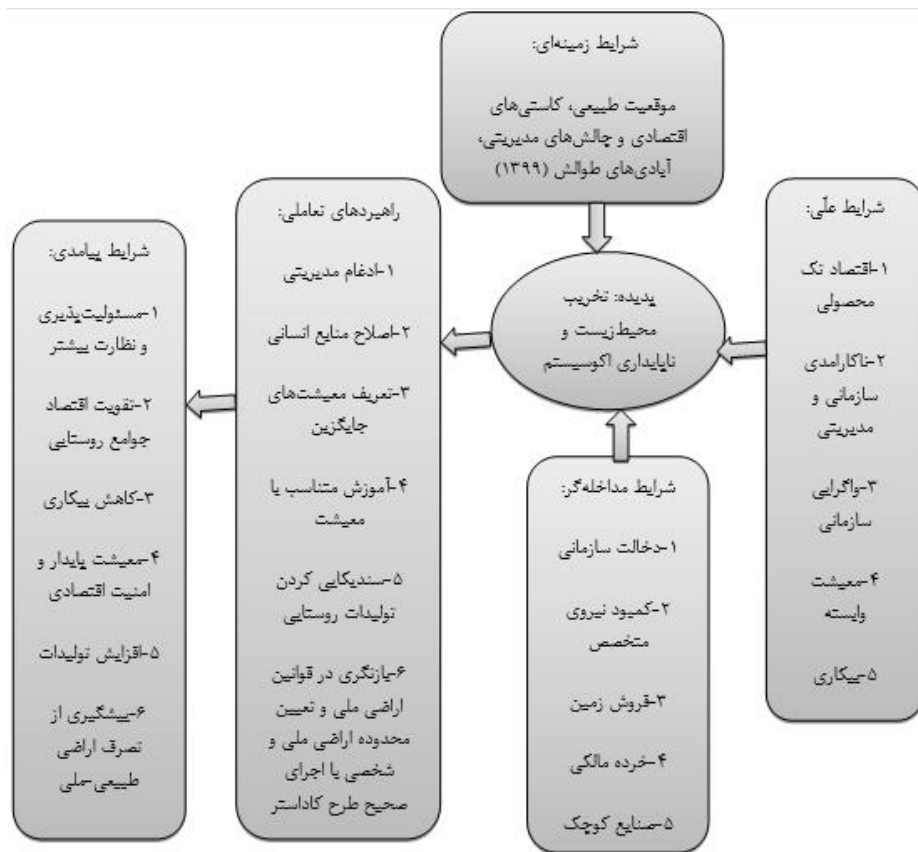 شرایط زمینه‌ای:
موقعیت طبیعی، کاستی‌های
اقتصادی و چالش‌های مدیریتی،
آبادی‌های طوالش (۱۳۹۹)
شرایط علّی:
۱-اقتصاد تک
محصولی
۲-ناکارامدی
سازمانی و
مدیریتی
۳-واگرایی
سازمانی
۴-معیشت
وابسته
۵-بیکاری
پدیده: تخریب
محیط‌زیست و
ناپایداری اکوسیستم
شرایط مداخله‌گر:
۱-دخالت سازمانی
۲-کمبود نیروی
متخصص
۳-فروش زمین
۴-خرده مالکی
۵-صنایع کوچک
راهبردهای تعاملی:
۱-ادغام مدیریتی
۲-اصلاح منابع انسانی
۳-تعریف معیشت‌های
جایگزین
۴-آموزش متناسب با
معیشت
۵-سندیکایی کردن
تولیدات روستایی
۶-بازنگری در قوانین
اراضی ملی و تعیین
محدوده اراضی ملی و
شخصی با اجرای
صحیح طرح کاداستر
شرایط پیامدی:
۱-مسئولیت‌پذیری
و نظارت بیشتر
۲-تقویت اقتصاد
جوامع روستایی
۳-کاهش بیکاری
۴-معیشت پایدار و
امنیت اقتصادی
۵-افزایش تولیدات
۶-پیشگیری از
تصرف اراضی
طبیعی-ملی